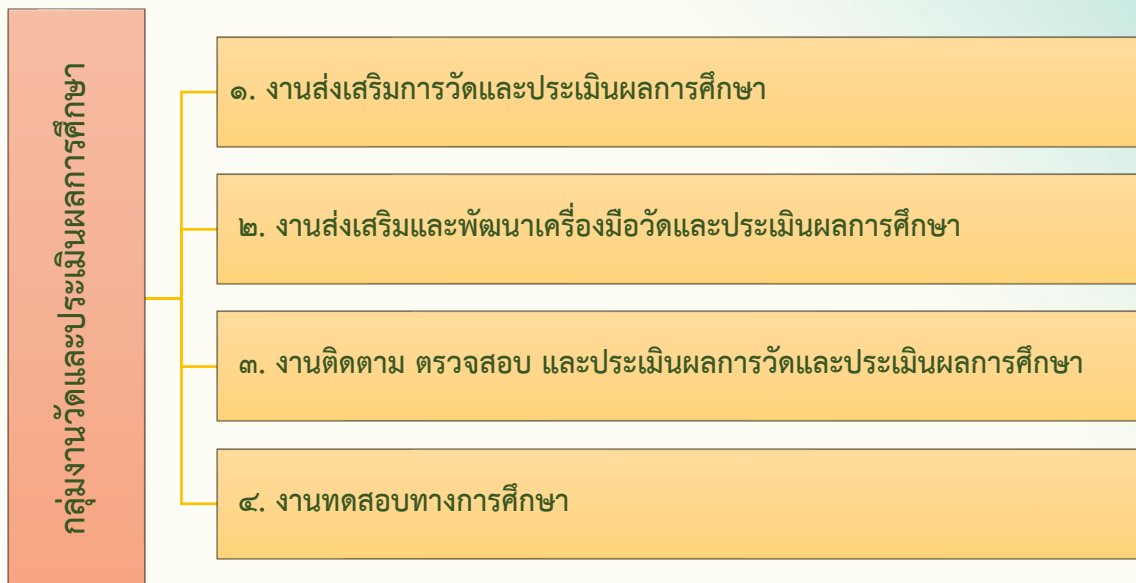 กลุ่มงานวัดและประเมินผลการศึกษา
๑. งานส่งเสริมการวัดและประเมินผลการศึกษา
๒. งานส่งเสริมและพัฒนาเครื่องมือวัดและประเมินผลการศึกษา
๓. งานติดตาม ตรวจสอบ และประเมินผลการวัดและประเมินผลการศึกษา
๔. งานทดสอบทางการศึกษา